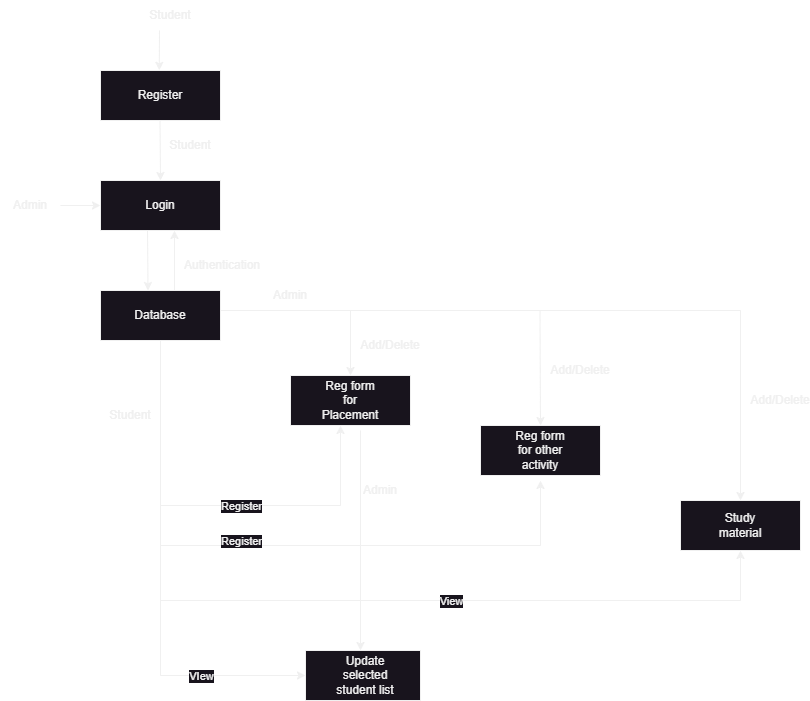 Student
Register
Student
Admin
Login
Authentication
Admin
Database
Add/Delete
Add/Delete
Reg form
for
Placement
Add/Delete
Student
Reg form
for other
activity
Admin
Register
Study
material
Register
View
Update
selected
student list
VIew